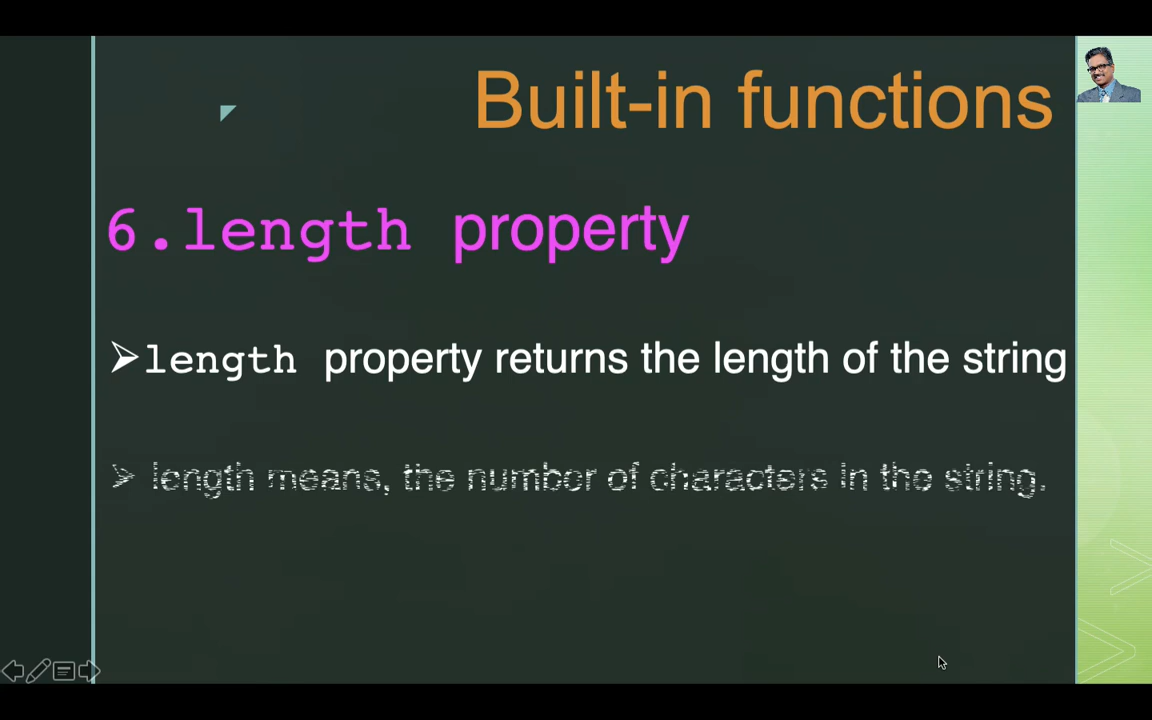 Built-in functions
6.length property
➢length property returns the length of the string
➢ length means, the number of characters in the string.